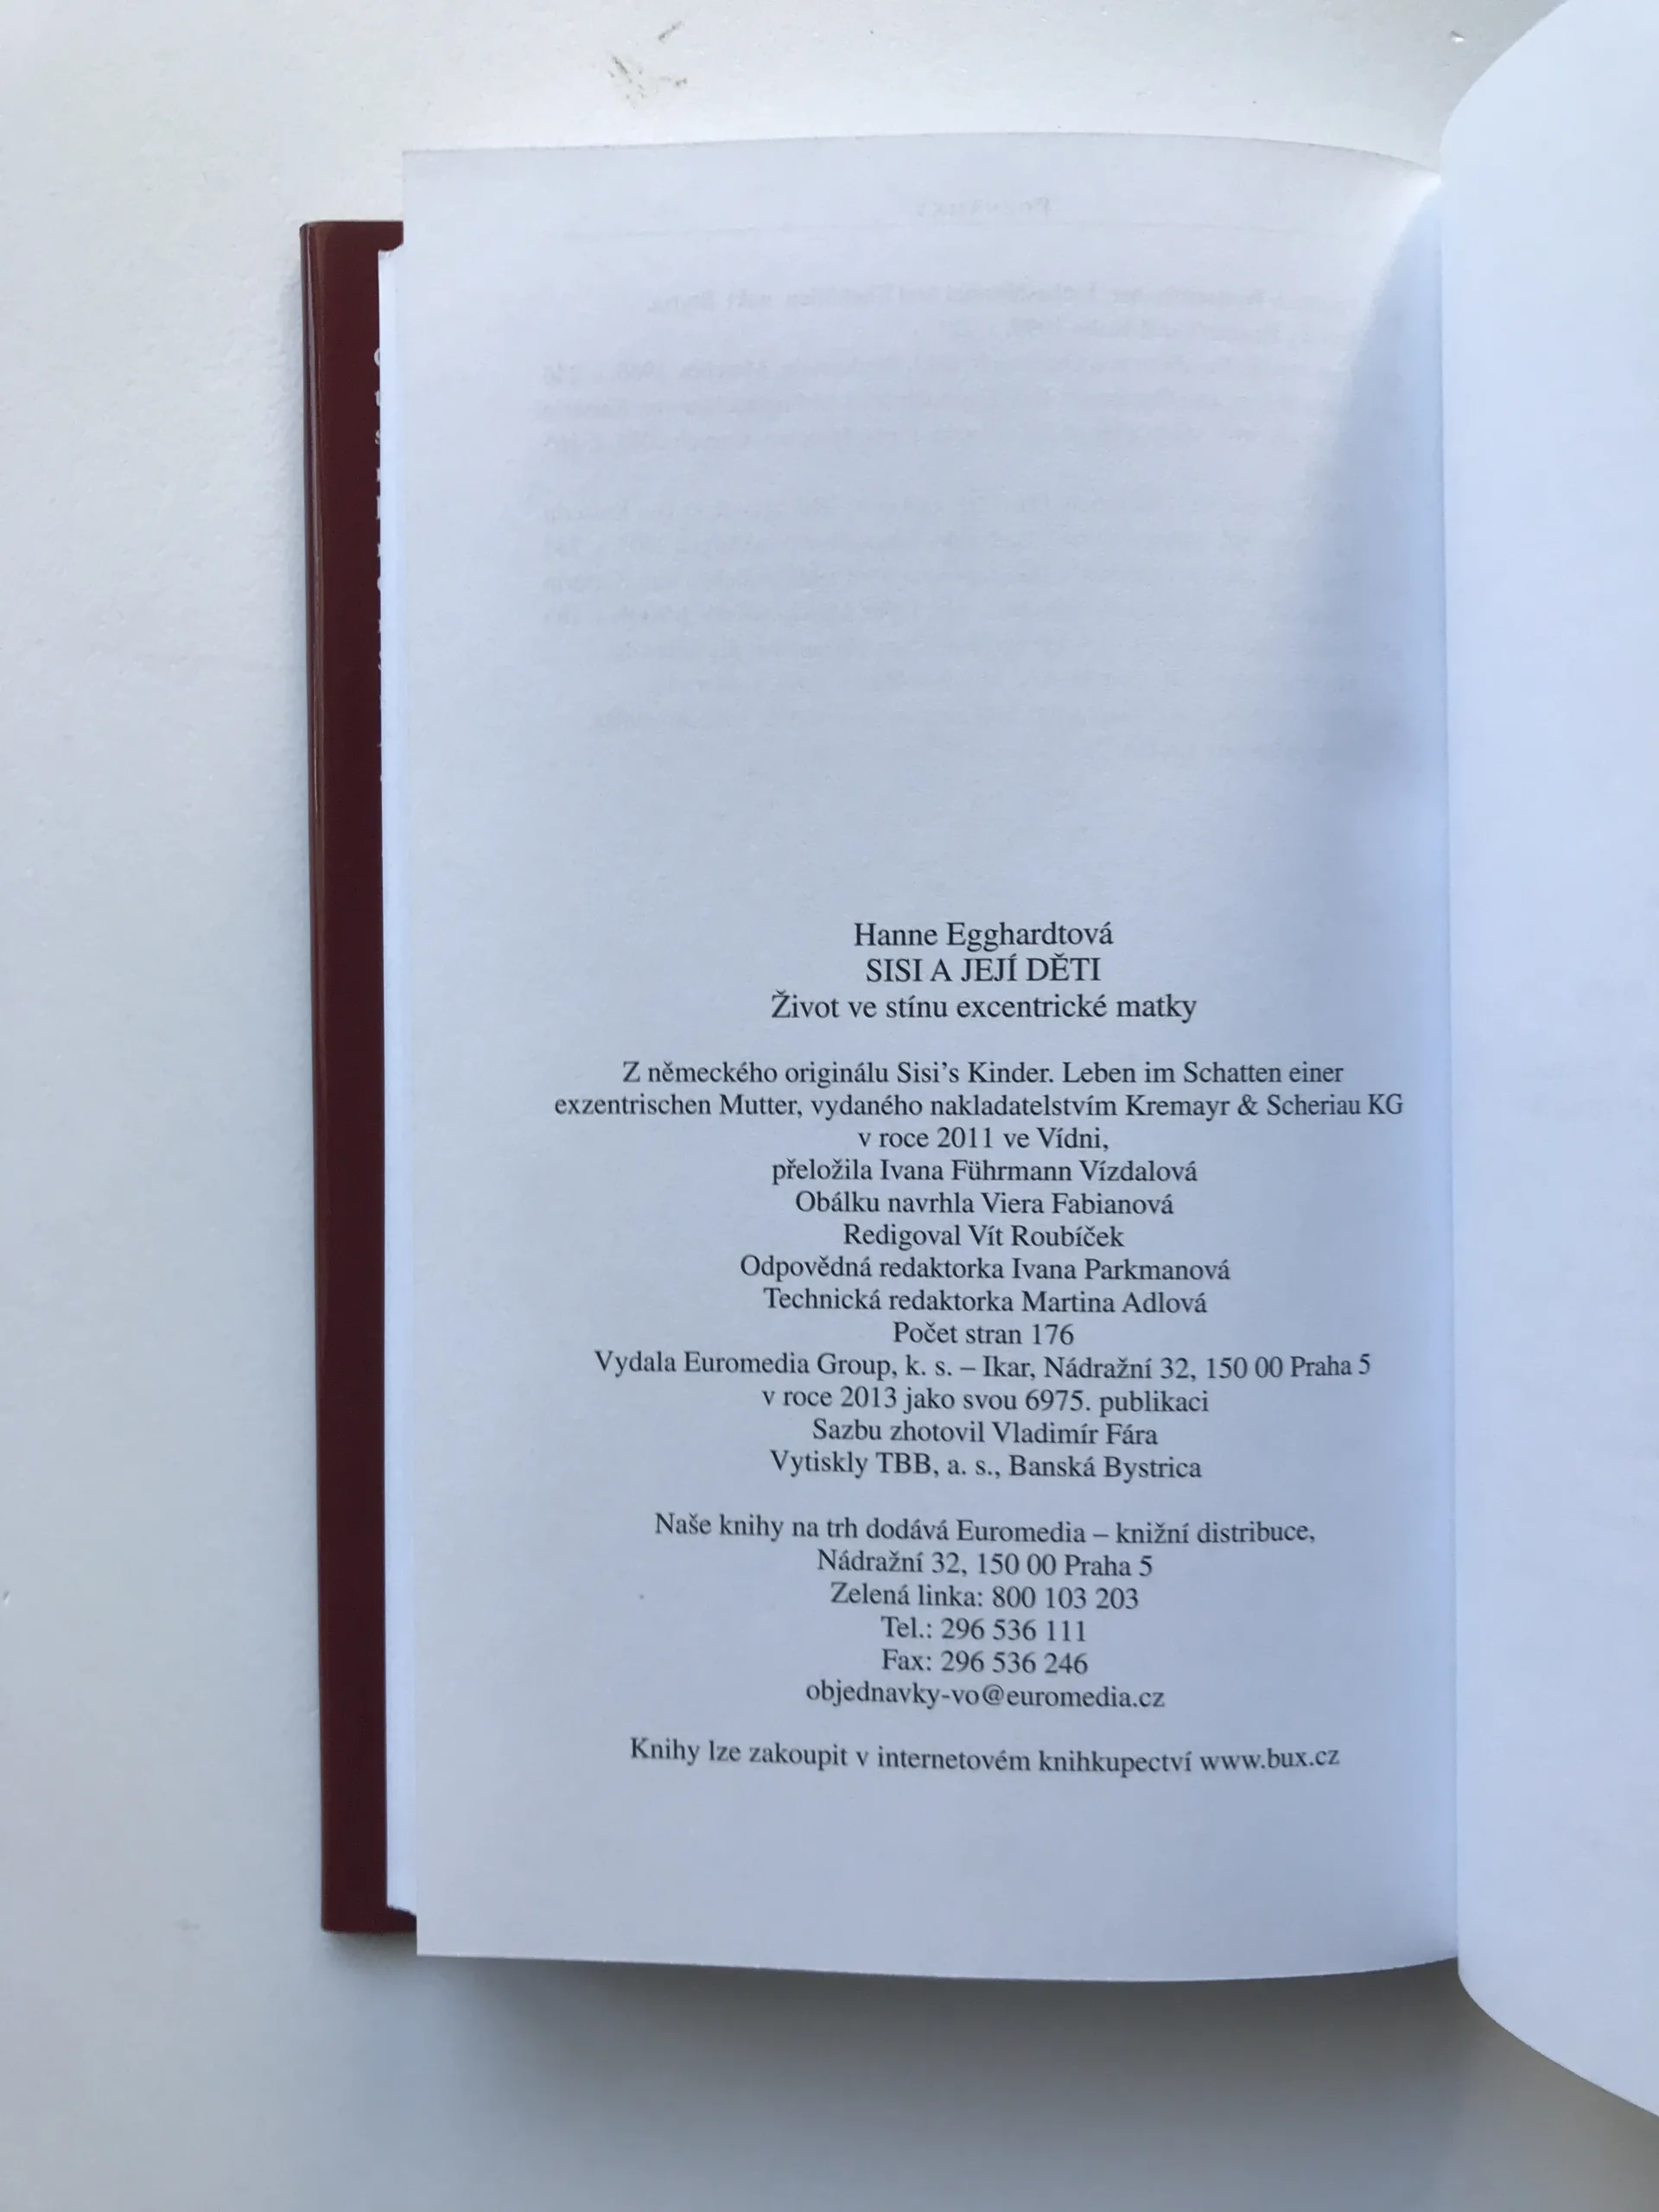 Hanne Egghardtová
SISI A JEJÍ DĚTI
Život ve stínu excentrické matky
Z německého originálu Sisi’s Kinder. Leben im Schatten einer
exzentrischen Mutter, vydaného nakladatelstvím Kremayr & Scheriau KG
v roce 2011 ve Vídni,
přeložila Ivana Führmann Vízdalová
Obálku navrhla Viera Fabianová
Redigoval Vít Roubíček
Odpovědná redaktorka Ivana Parkmanová
Technická redaktorka Martina Adlová
Počet stran 176
Vydala Euromedia Group, k. s. – Ikar, Nádražní 32, 150 00 Praha 5
v roce 2013 jako svou 6975. publikaci
Sazbu zhotovil Vladimír Fára
Vytiskly TBB, a. s., Banská Bystrica
Naše knihy na trh dodává Euromedia – knižní distribuce,
Nádražní 32, 150 00 Praha 5
Zelená linka: 800 103 203
Tel.: 296 536 111
Fax: 296 536 246
objednavky-vo@euromedia.cz
Knihy lze zakoupit v internetovém knihkupectví www.bux.cz